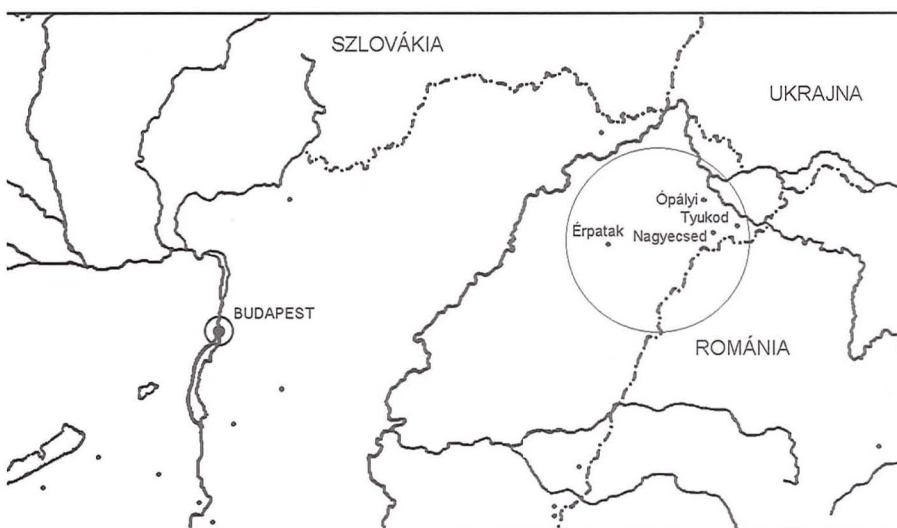 SZLOVÁKIA
UKRAJNA
Ópályi
Tyukod
Érpatak
Nagyecsed
BUDAPEST
ROMÁNIA